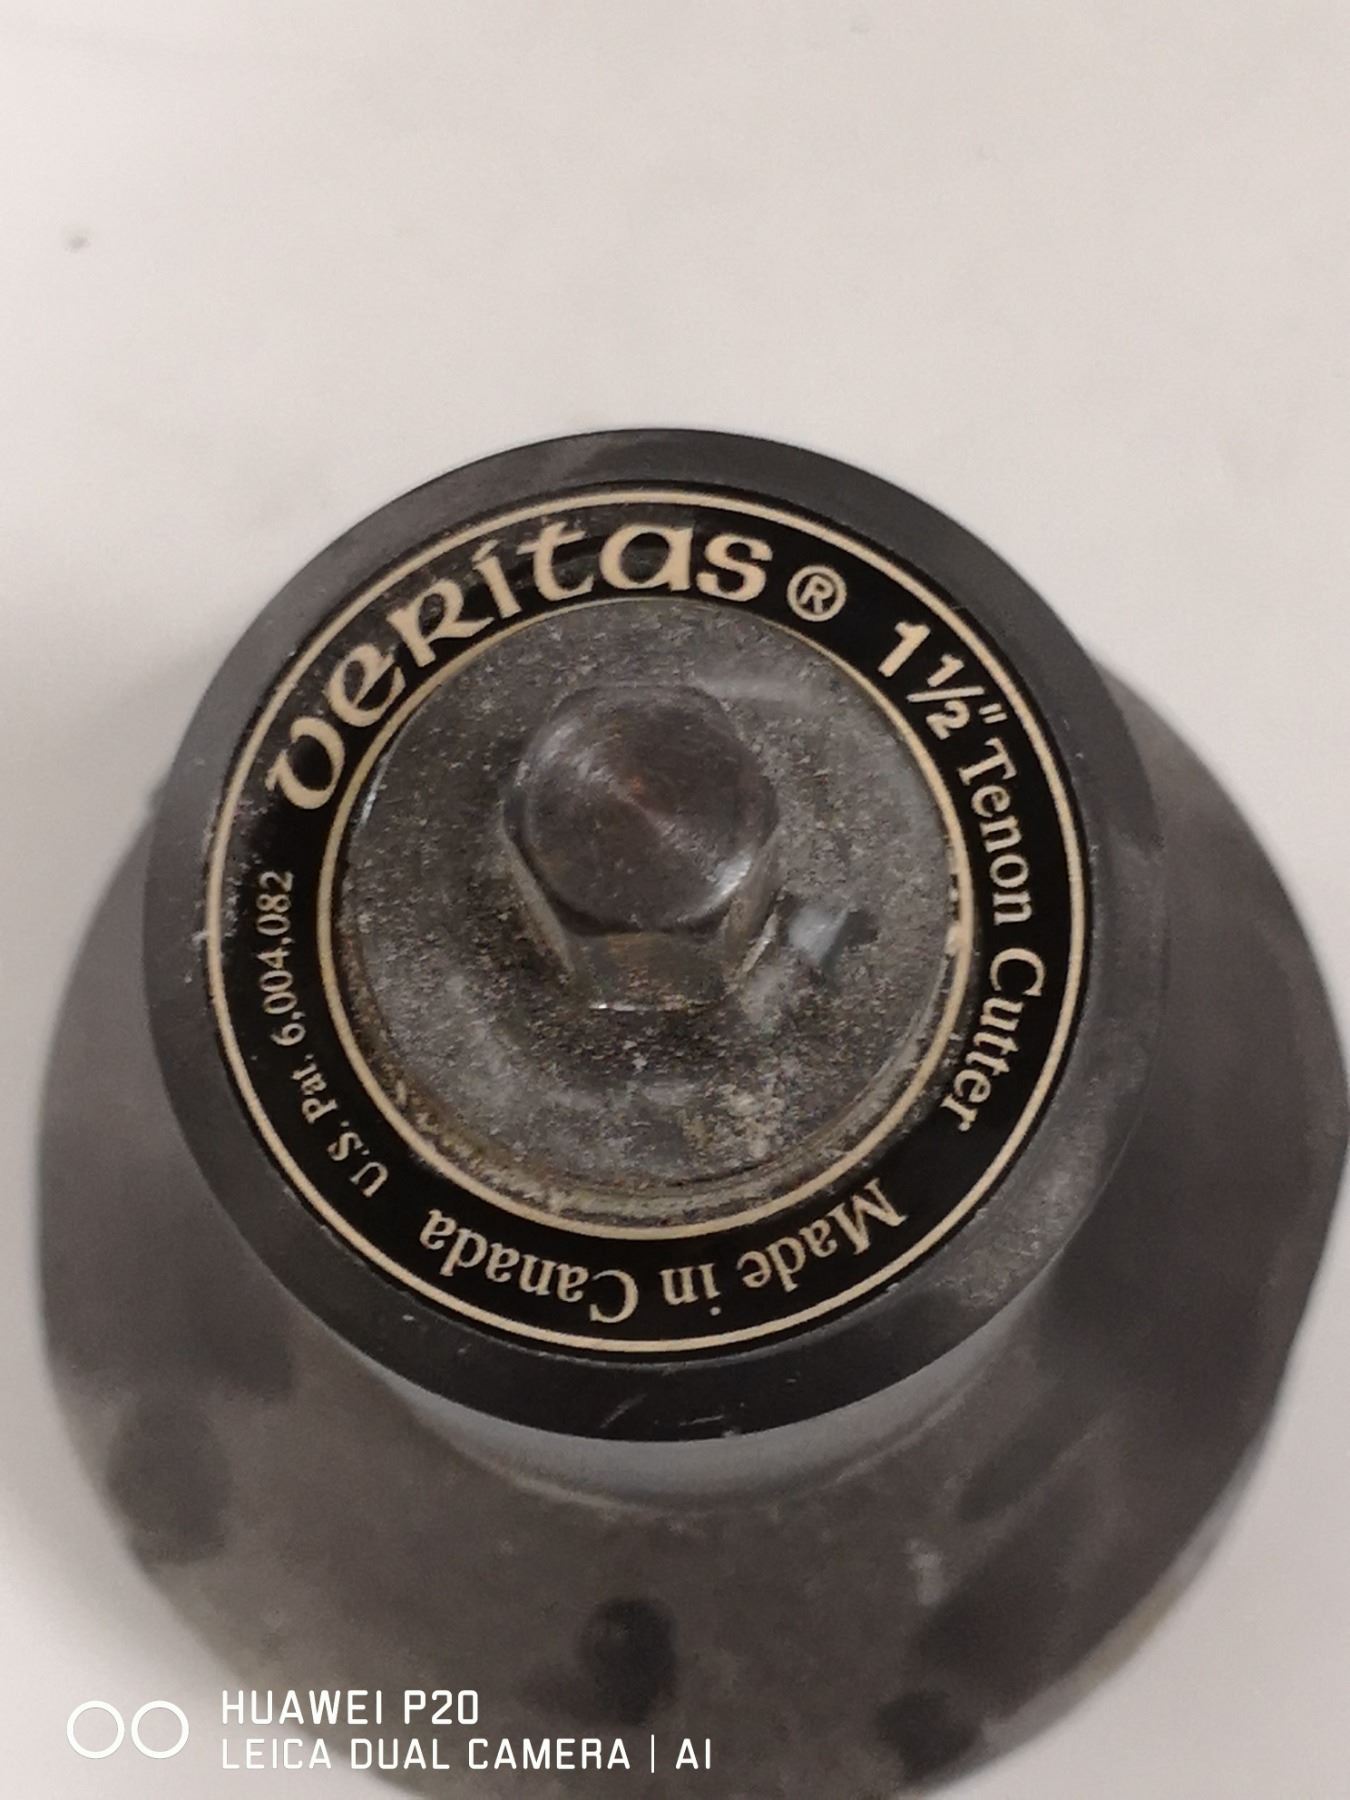 Veritas® 1½" Tenon Cutter
Made in Canada
U.S. Pat. 6,004,082
HUAWEI P20
LEICA DUAL CAMERA | AI